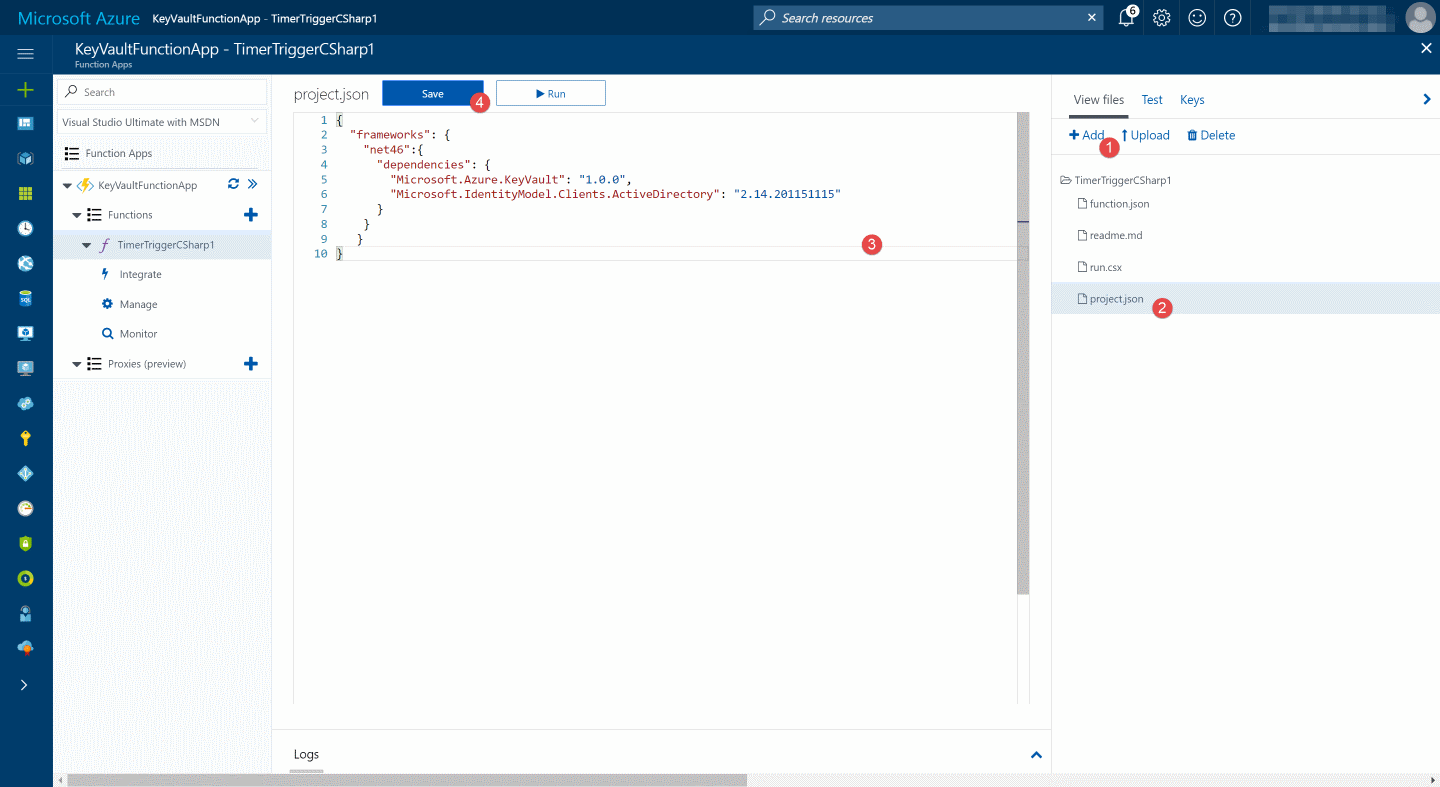 Microsoft Azure KeyVaultFunctionApp - TimerTriggerCSharp1
Search resources
6
KeyVaultFunctionApp - TimerTriggerCSharp1
Function Apps
Search
Visual Studio Ultimate with MSDN
Function Apps
KeyVaultFunctionApp
Functions
TimerTriggerCSharp1
Integrate
Manage
Monitor
Proxies (preview)
project.json
Save
4
Run
1 {
2 "frameworks": {
3 "net46":{
4 "dependencies": {
5 "Microsoft.Azure.KeyVault": "1.0.0",
6 "Microsoft.IdentityModel.Clients.ActiveDirectory": "2.14.201151115"
7 }
8 }
9 }
10 }
3
Logs
View files Test Keys
Add Upload Delete
1
TimerTriggerCSharp1
function.json
readme.md
run.csx
project.json
2
SQL